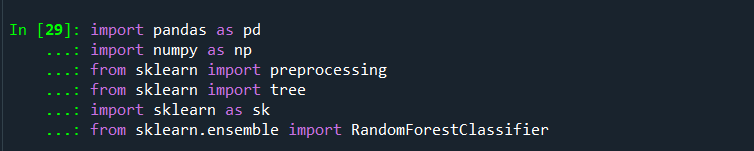 In [29]: import pandas as pd
    ...: import numpy as np
    ...: from sklearn import preprocessing
    ...: from sklearn import tree
    ...: import sklearn as sk
    ...: from sklearn.ensemble import RandomForestClassifier